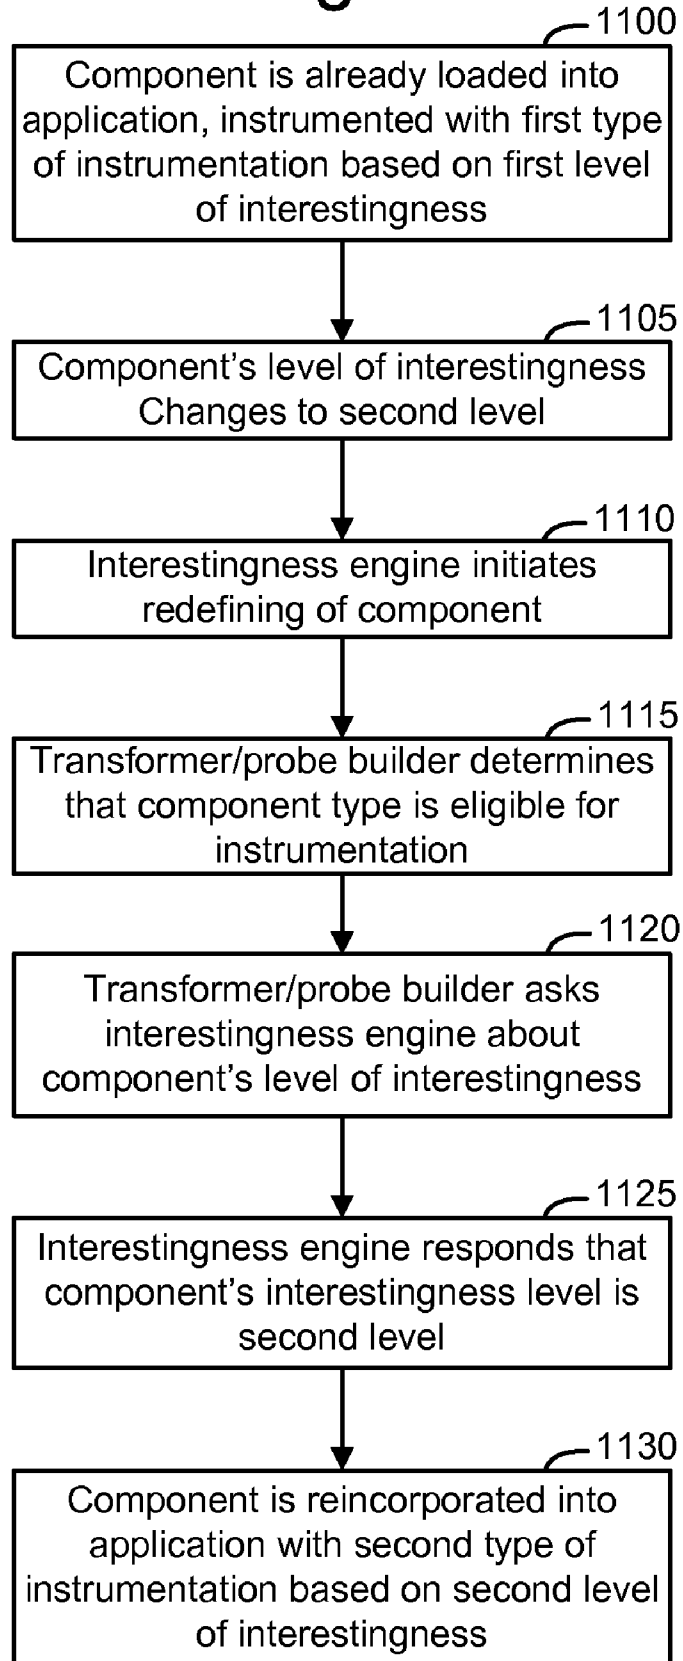 1100
Component is already loaded into
application, instrumented with first type
of instrumentation based on first level
of interestingness
1105
Component’s level of interestingness
Changes to second level
1110
Interestingness engine initiates
redefining of component
1115
Transformer/probe builder determines
that component type is eligible for
instrumentation
1120
Transformer/probe builder asks
interestingness engine about
component’s level of interestingness
1125
Interestingness engine responds that
component’s interestingness level is
second level
1130
Component is reincorporated into
application with second type of
instrumentation based on second level
of interestingness